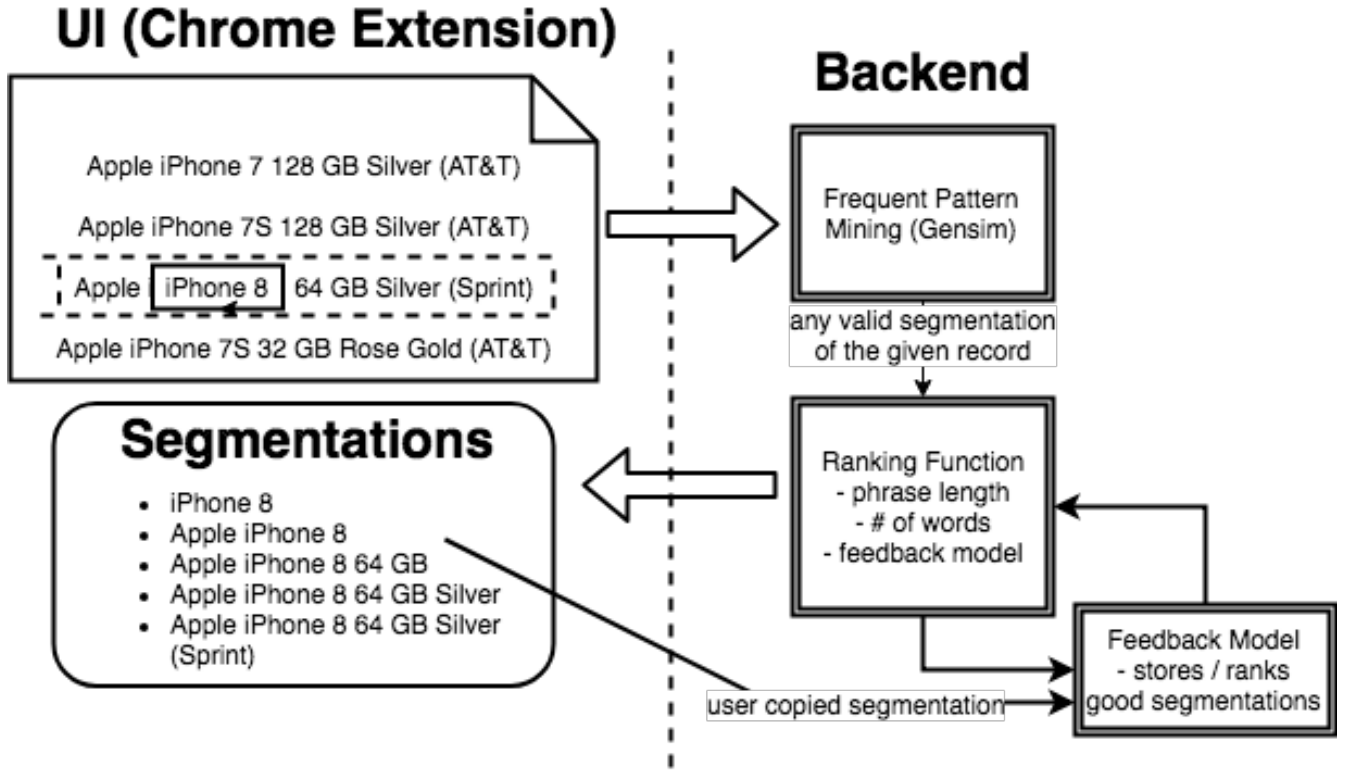 UI (Chrome Extension)
Apple iPhone 7 128 GB Silver (AT&T)
Apple iPhone 7S 128 GB Silver (AT&T)
Apple i iPhone 8 64 GB Silver (Sprint)
Apple iPhone 7S 32 GB Rose Gold (AT&T)
Segmentations
• iPhone 8
• Apple iPhone 8
• Apple iPhone 8 64 GB
• Apple iPhone 8 64 GB Silver
• Apple iPhone 8 64 GB Silver
(Sprint)
Backend
Frequent Pattern
Mining (Gensim)
any valid segmentation
of the given record
Ranking Function
- phrase length
- # of words
- feedback model
Feedback Model
- stores / ranks
good segmentations
user copied segmentation